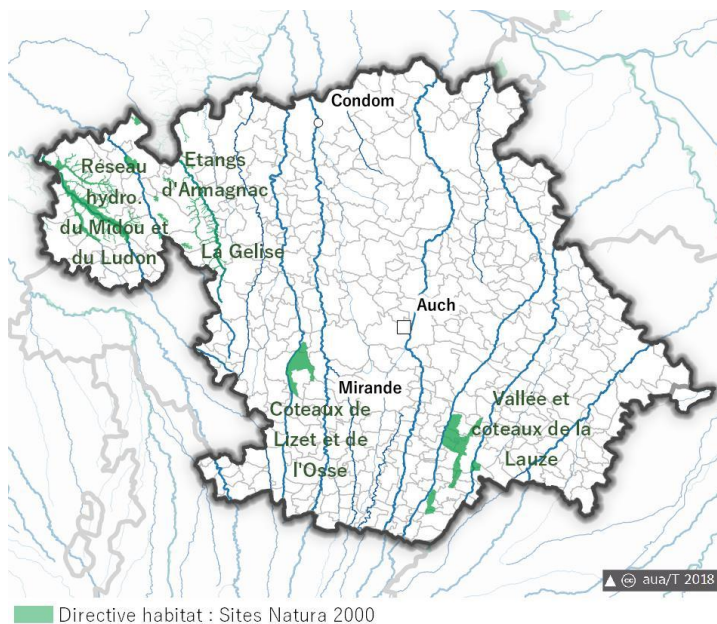 Condom
Etangs
d'Armagnac
Réseau
hydro.
du Midou et
du Ludon
La Gelise
Auch
Mirande
Coteaux de
Lizet et de
l'Osse
Vallée et
coteaux de la
Lauze
cc aua/T 2018
Directive habitat : Sites Natura 2000